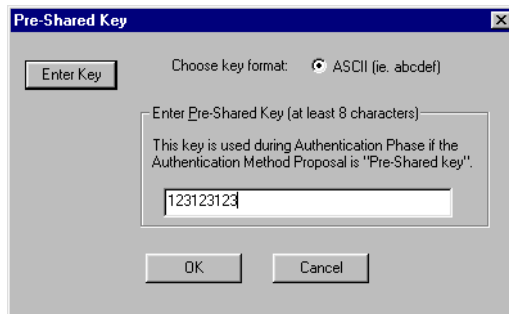 Pre-Shared Key
Enter Key
Choose key format:
ASCII (ie. abcdef)
Enter Pre-Shared Key (at least 8 characters)
This key is used during Authentication Phase if the
Authentication Method Proposal is "Pre-Shared key".
123123123
OK
Cancel